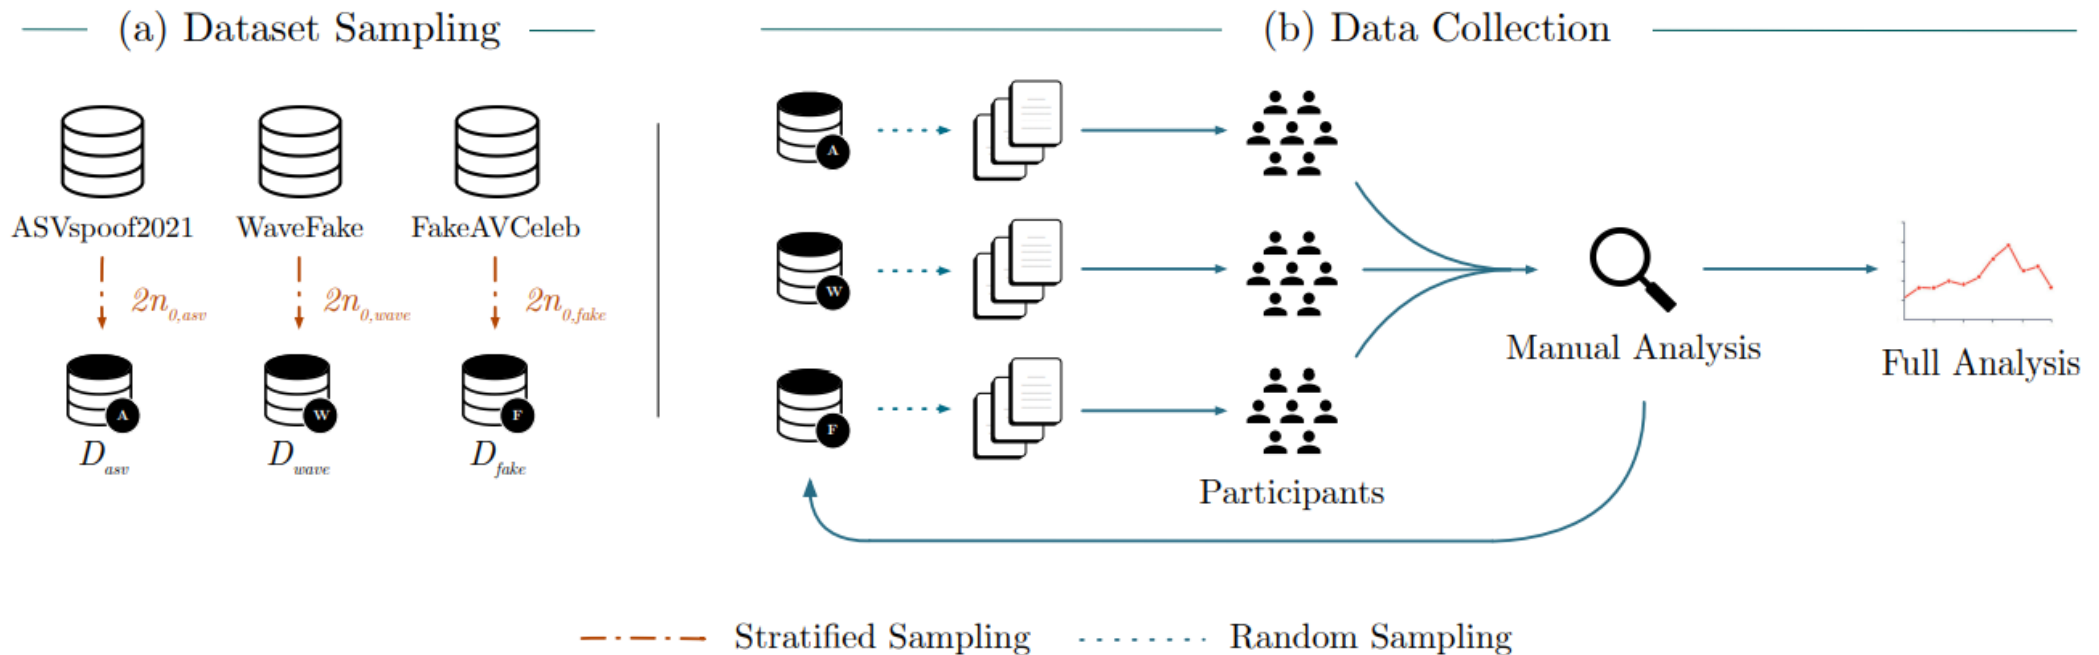 (a) Dataset Sampling
ASVspoof2021 WaveFake FakeAVCeleb
2n0,asv 2n0,wave 2n0,fake
A W F
Dasv Dwave Dfake
(b) Data Collection
A
W
F
Participants
Manual Analysis
Full Analysis
Stratified Sampling Random Sampling